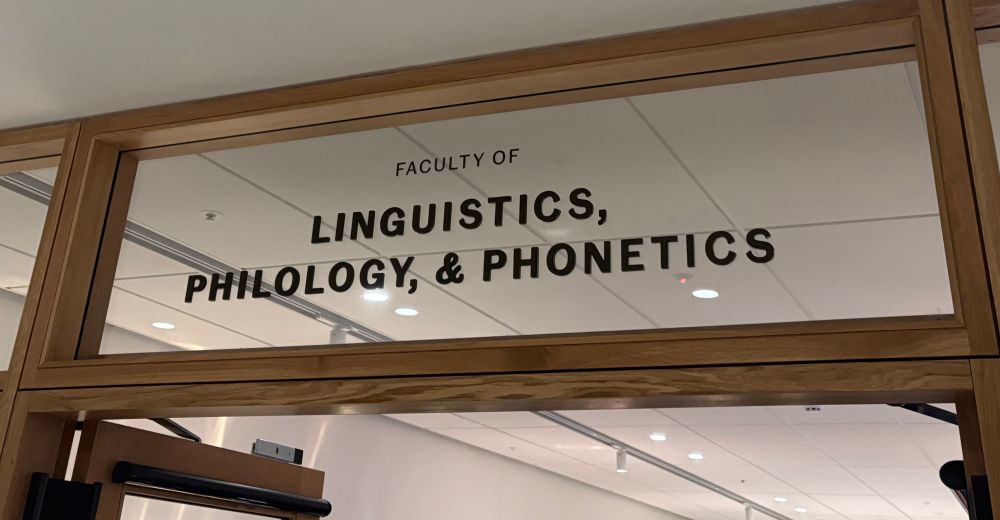 FACULTY OF
LINGUISTICS,
PHILOLOGY, & PHONETICS